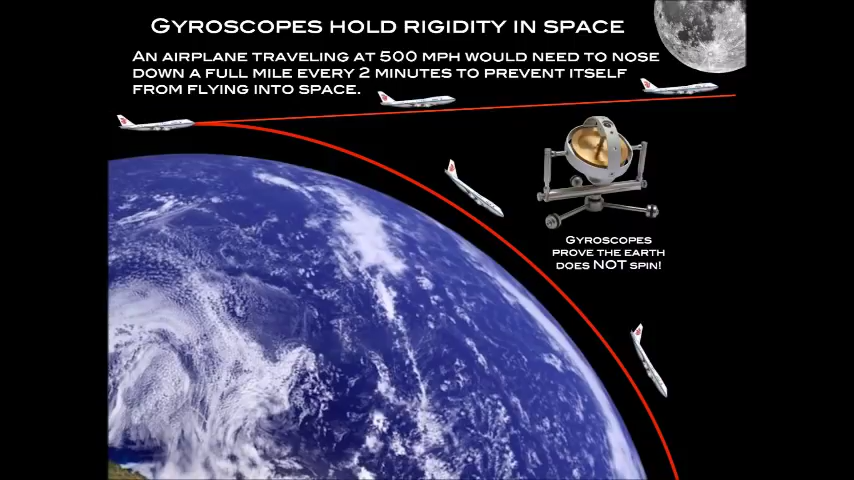 Gyroscopes hold rigidity in space
An airplane traveling at 500 mph would need to nose
down a full mile every 2 minutes to prevent itself
from flying into space.
Gyroscopes
prove the earth
does NOT spin!